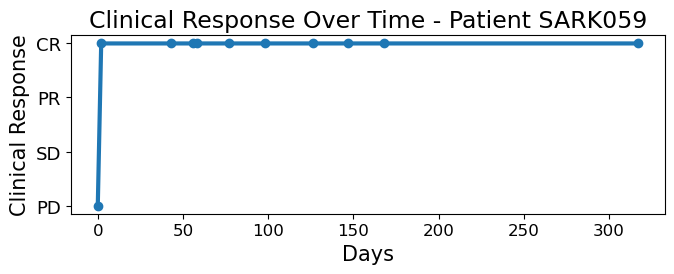 Clinical Response Over Time - Patient SARK059
Clinical Response
CR
PR
SD
PD
0 50 100 150 200 250 300
Days